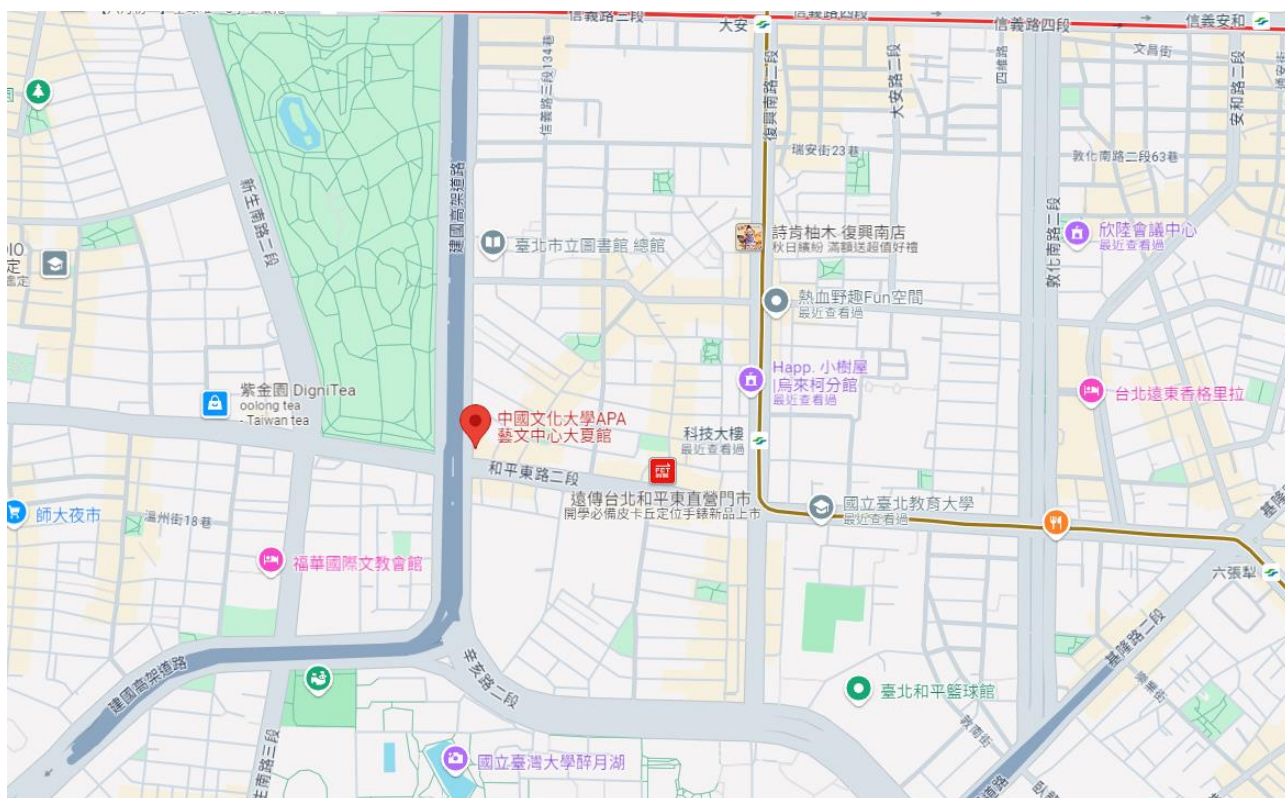 信義路三段
大安
信義路四段
信義路四段
信義安和
文昌街
信義路三段134巷
復興南路二段
大安路二段
四維路
安和路二段
瑞安街23巷
敦化南路二段63巷
新生南路二段
建國高架道路
臺北市立圖書館 總館
詩肯柚木 復興南店
秋日繽紛 滿額送超值好禮
欣陸會議中心
最近查看過
敦化南路二段
熱血野趣Fun空間
最近查看過
Happ. 小樹屋
|烏來柯分館
最近查看過
台北遠東香格里拉
紫金園 DigniTea
oolong tea
- Taiwan tea
中國文化大學APA
藝文中心大夏館
科技大樓
最近查看過
和平東路二段
FET
遠傳台北和平東直營門市
開學必備皮卡丘定位手錶新品上市
國立臺北教育大學
最近查看過
師大夜市
溫州街18巷
福華國際文教會館
六張犁
基隆路二段
樂業街
辛亥路二段
建國高架道路
臺北和平籃球館
敦南街
國立臺灣大學醉月湖
生南路三段
道路